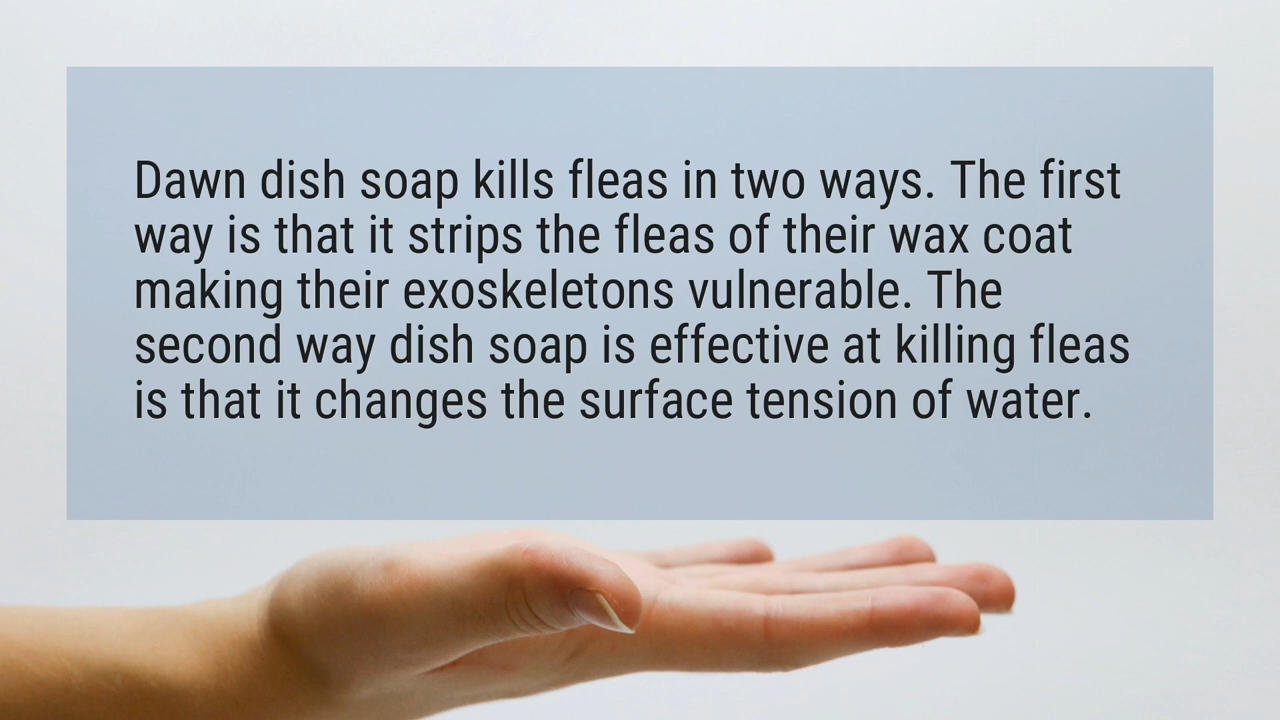 Dawn dish soap kills fleas in two ways. The first
way is that it strips the fleas of their wax coat
making their exoskeletons vulnerable. The
second way dish soap is effective at killing fleas
is that it changes the surface tension of water.